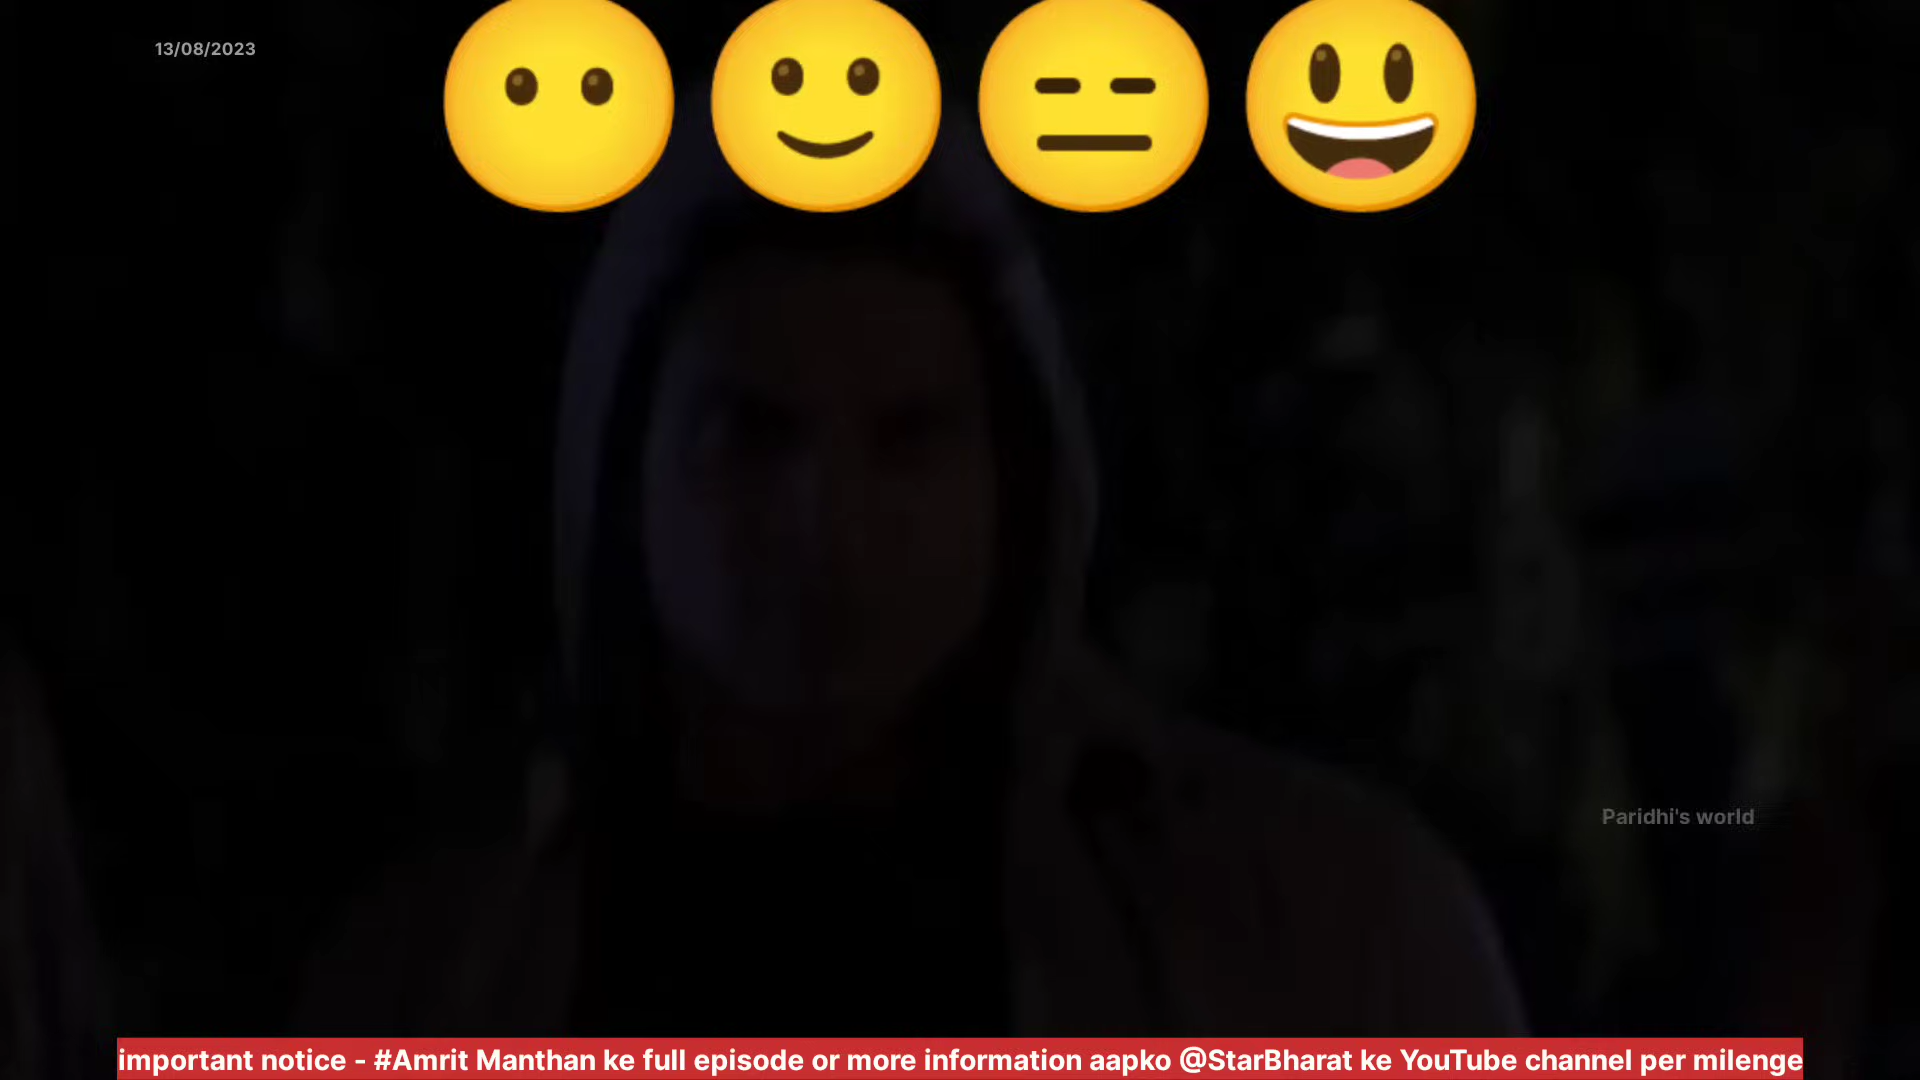 13/08/2023
Paridhi's world
important notice - #Amrit Manthan ke full episode or more information aapko @StarBharat ke YouTube channel per milenge